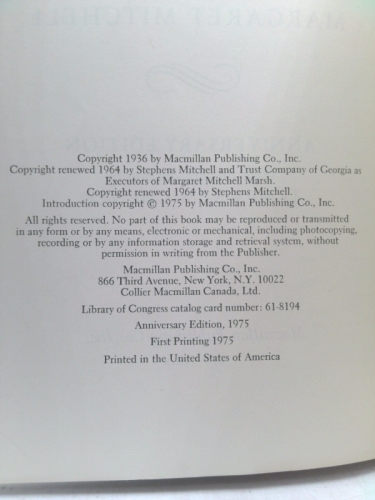 MARGARET MITCHELL
Copyright 1936 by Macmillan Publishing Co., Inc.
Copyright renewed 1964 by Stephens Mitchell and Trust Company of Georgia as
Executors of Margaret Mitchell Marsh.
Copyright renewed 1964 by Stephens Mitchell.
Introduction copyright © 1975 by Macmillan Publishing Co., Inc.
All rights reserved. No part of this book may be reproduced or transmitted
in any form or by any means, electronic or mechanical, including photocopying,
recording or by any information storage and retrieval system, without
permission in writing from the Publisher.
Macmillan Publishing Co., Inc.
866 Third Avenue, New York, N.Y. 10022
Collier Macmillan Canada, Ltd.
Library of Congress catalog card number: 61-8194
Anniversary Edition, 1975
First Printing 1975
Printed in the United States of America